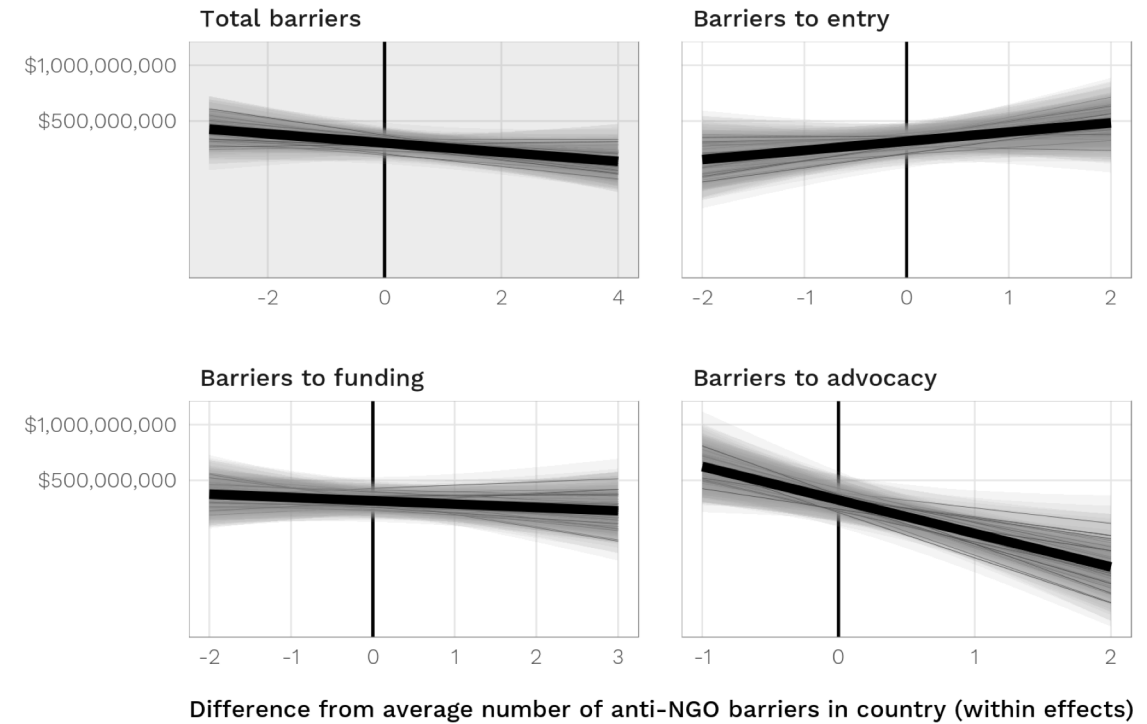 Total barriers
Barriers to entry
$1,000,000,000
$500,000,000
-2 0 2 4
-2 -1 0 1 2
Barriers to funding
Barriers to advocacy
$1,000,000,000
$500,000,000
-2 -1 0 1 2 3
-1 0 1 2
Difference from average number of anti-NGO barriers in country (within effects)